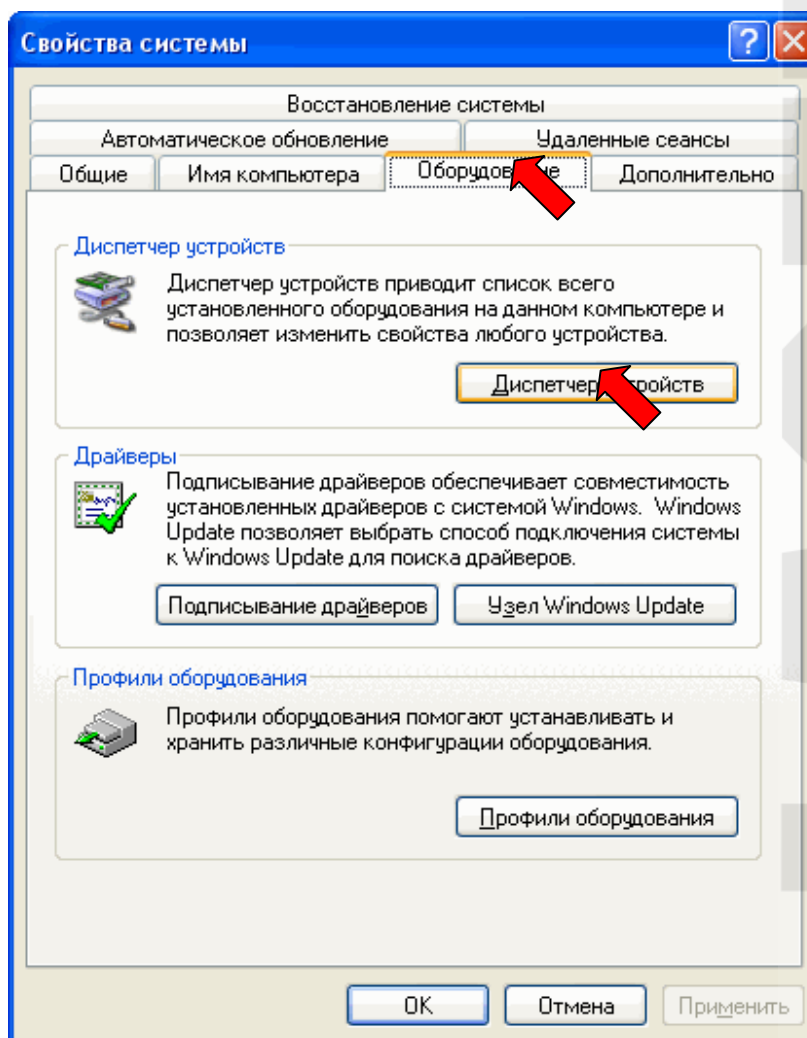 Свойства системы
Восстановление системы
Автоматическое обновление Удаленные сеансы
Общие Имя компьютера Оборудование Дополнительно
Диспетчер устройств
Диспетчер устройств приводит список всего
установленного оборудования на данном компьютере и
позволяет изменить свойства любого устройства.
Диспетчер устройств
Драйверы
Подписывание драйверов обеспечивает совместимость
установленных драйверов с системой Windows. Windows
Update позволяет выбрать способ подключения системы
к Windows Update для поиска драйверов.
Подписывание драйверов Узел Windows Update
Профили оборудования
Профили оборудования помогают устанавливать и
хранить различные конфигурации оборудования.
Профили оборудования
OK Отмена Применить